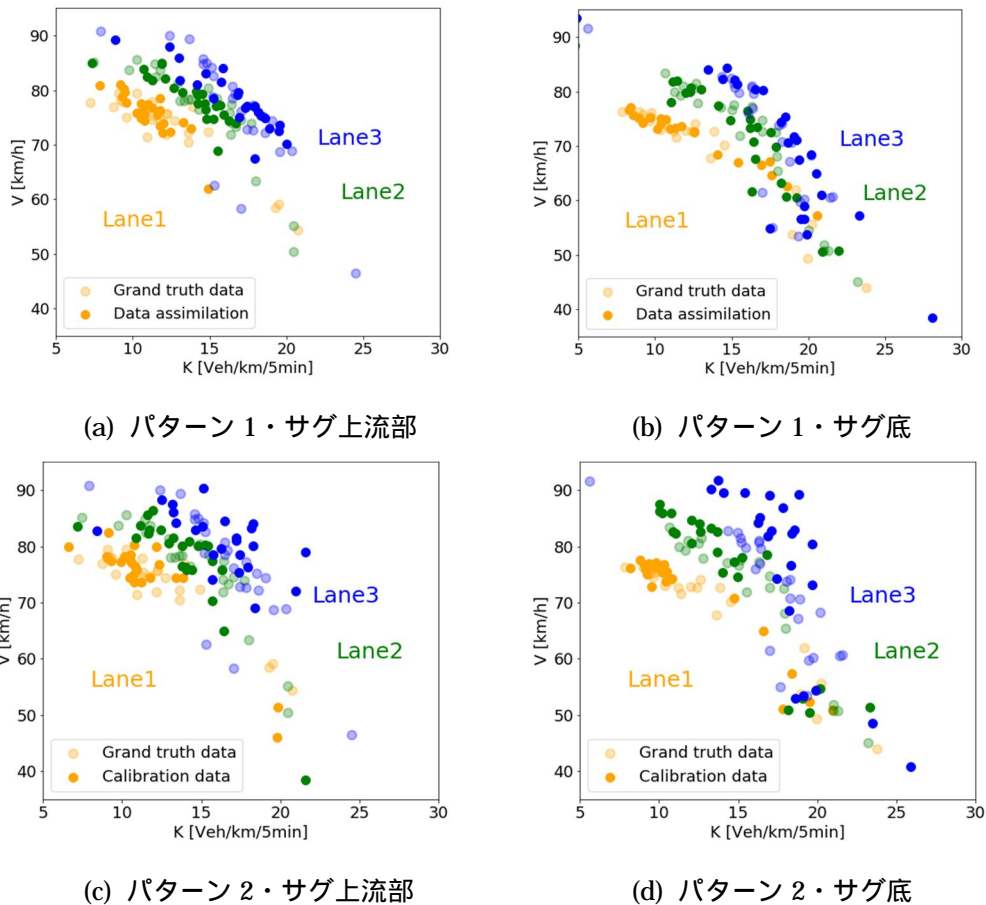 90
80
70
60
50
40
V [km/h]
5 10 15 20 25 30
K [Veh/km/5min]
Lane3
Lane2
Lane1
Grand truth data
Data assimilation
(a) パターン 1・サグ上流部
90
80
70
60
50
40
V [km/h]
5 10 15 20 25 30
K [Veh/km/5min]
Lane3
Lane2
Lane1
Grand truth data
Data assimilation
(b) パターン 1・サグ底
90
80
70
60
50
40
V [km/h]
5 10 15 20 25 30
K [Veh/km/5min]
Lane3
Lane2
Lane1
Grand truth data
Calibration data
(c) パターン 2・サグ上流部
90
80
70
60
50
40
V [km/h]
5 10 15 20 25 30
K [Veh/km/5min]
Lane3
Lane2
Lane1
Grand truth data
Calibration data
(d) パターン 2・サグ底